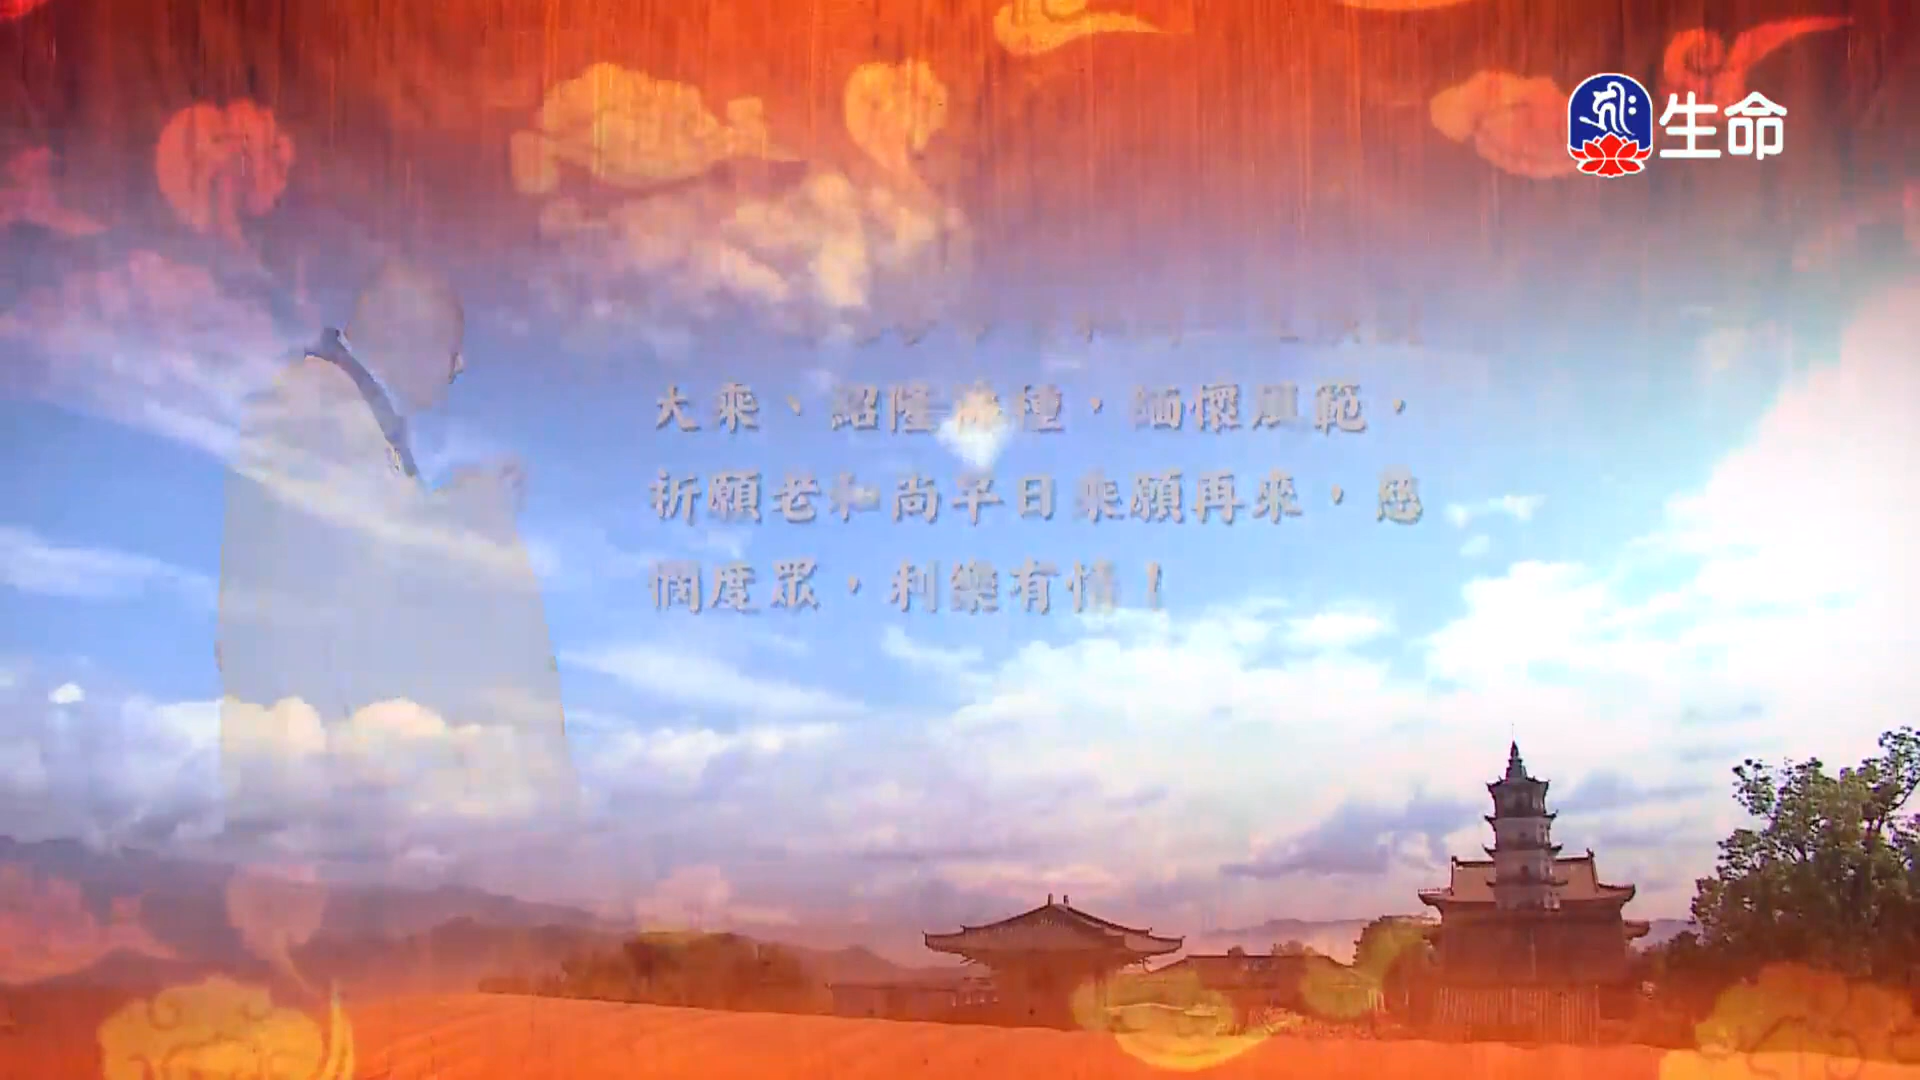 生命
大乘、紹隆佛種,緬懷風範,
祈願老和尚早日乘願再來,慈
憫度眾,利樂有情!